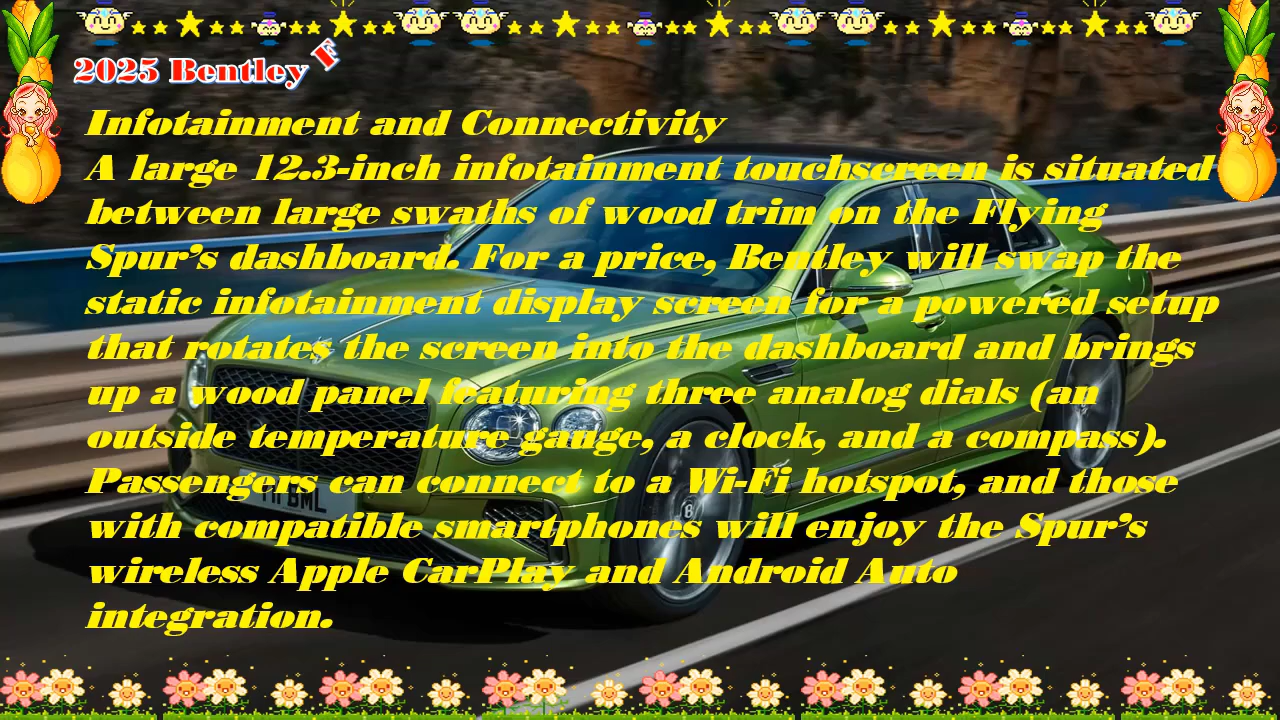 2025 Bentley F
Infotainment and Connectivity
A large 12.3-inch infotainment touchscreen is situated
between large swaths of wood trim on the Flying
Spur’s dashboard. For a price, Bentley will swap the
static infotainment display screen for a powered setup
that rotates the screen into the dashboard and brings
up a wood panel featuring three analog dials (an
outside temperature gauge, a clock, and a compass).
Passengers can connect to a Wi-Fi hotspot, and those
with compatible smartphones will enjoy the Spur’s
wireless Apple CarPlay and Android Auto
integration.